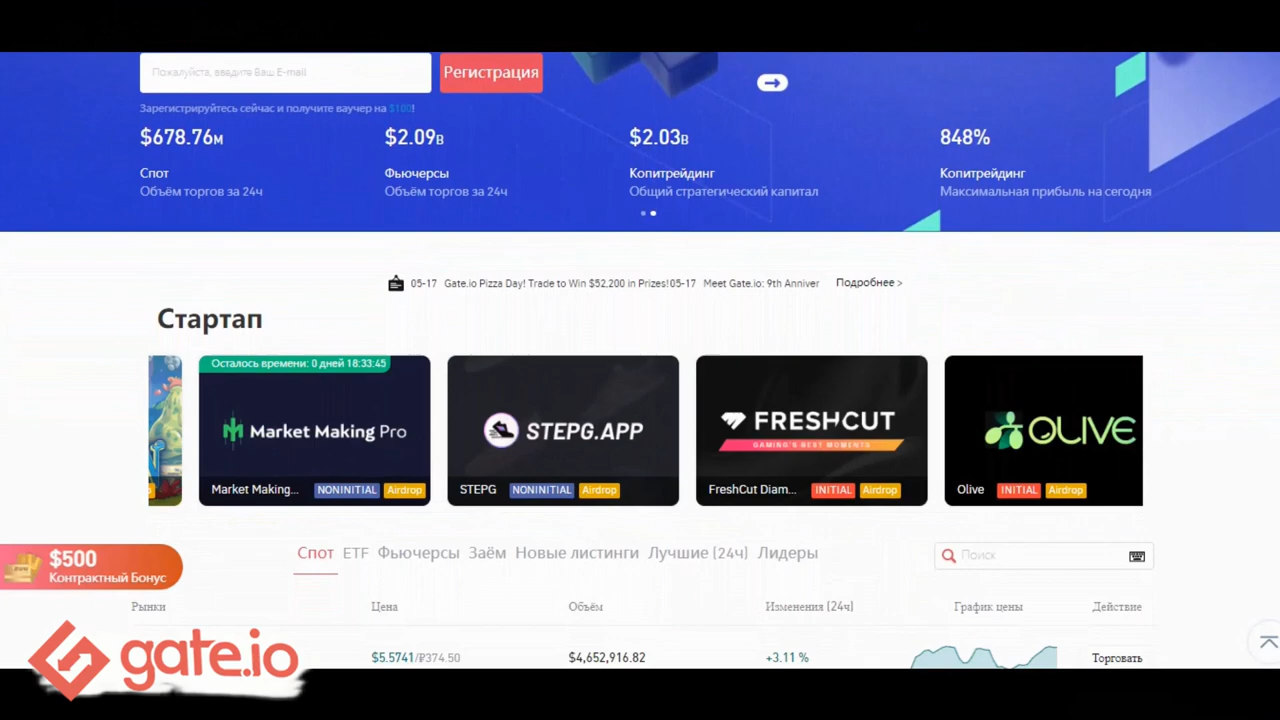 Пожалуйста, введите Ваш E-mail
Регистрация
Зарегистрируйтесь сейчас и получите ваучер на $100!
$678.76M
$2.09B
$2.03B
848%
Спот
Фьючерсы
Копитрейдинг
Копитрейдинг
Объём торгов за 24ч
Объём торгов за 24ч
Общий стратегический капитал
Максимальная прибыль на сегодня
05-17 Gate.io Pizza Day! Trade to Win $52,200 in Prizes! 05-17 Meet Gate.io: 9th Anniver Подробнее >
Стартап
Осталось времени: 0 дней 18:33:45
Market Making Pro
STEPG.APP
FRESHCUT
GAMING'S BEST MOMENTS
OLIVE
Market Making... NONINITIAL Airdrop
STEPG NONINITIAL Airdrop
FreshCut Diam... INITIAL Airdrop
Olive INITIAL Airdrop
Спот ETF Фьючерсы Заём Новые листинги Лучшие (24ч) Лидеры
Поиск
$500
Контрактный Бонус
Рынки Цена Объём Изменения (24ч) График цены Действие
$5.5741/₽374.50 $4,652,916.82 +3.11 % Торговать
gate.io